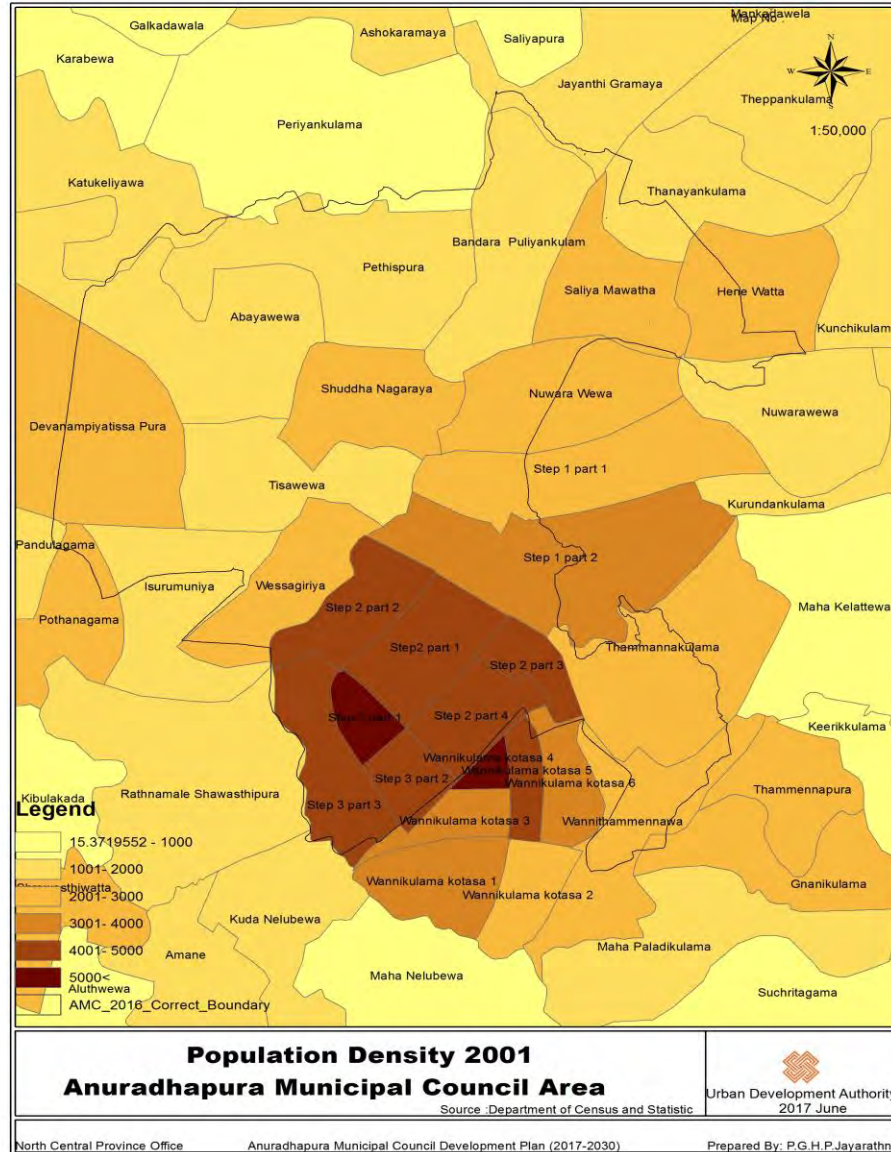 Galkadawala
Mankadawela
Map No :
Ashokaramaya
Saliyapura
N
Karabewa
Jayanthi Gramaya
W
E
S
Theppankulama
Periyankulama
1:50,000
Katukeliyawa
Thanayankulama
Bandara Puliyankulam
Pethispura
Saliya Mawatha
Hene Watta
Abayawewa
Kunchikulam
Shuddha Nagaraya
Nuwara Wewa
Nuwarawewa
Devanampiyatissa Pura
Step 1 part 1
Tisawewa
Kurundankulama
Pandulagama
Step 1 part 2
Isurumuniya
Wessagiriya
Step 2 part 2
Maha Kelattewa
Pothanagama
Step2 part 1
Thammannakulama
Step 2 part 3
part 1
Step 2 part 4
Keerikkulama
Wannikulama kotasa 4
Wannikulama kotasa 5
Step 3 part 2
Wannikulama kotasa 6
Thammennapura
Kibulakada
Rathnamale Shawasthipura
Step 3 part 3
Wannikulama kotasa 3
Wannithammennawa
Legend
15.3719552 - 1000
1001- 2000
2001- 3000
3001- 4000
4001- 5000
5000<
AMC_2016_Correct_Boundary
Wannikulama kotasa 1
Wannikulama kotasa 2
Gnanikulama
Kuda Nelubewa
Maha Paladikulama
Amane
Maha Nelubewa
Aluthwewa
Suchritagama
Population Density 2001
Anuradhapura Municipal Council Area
Source :Department of Census and Statistic
Urban Development Authority
2017 June
North Central Province Office
Anuradhapura Municipal Council Development Plan (2017-2030)
Prepared By: P.G.H.P.Jayarathn